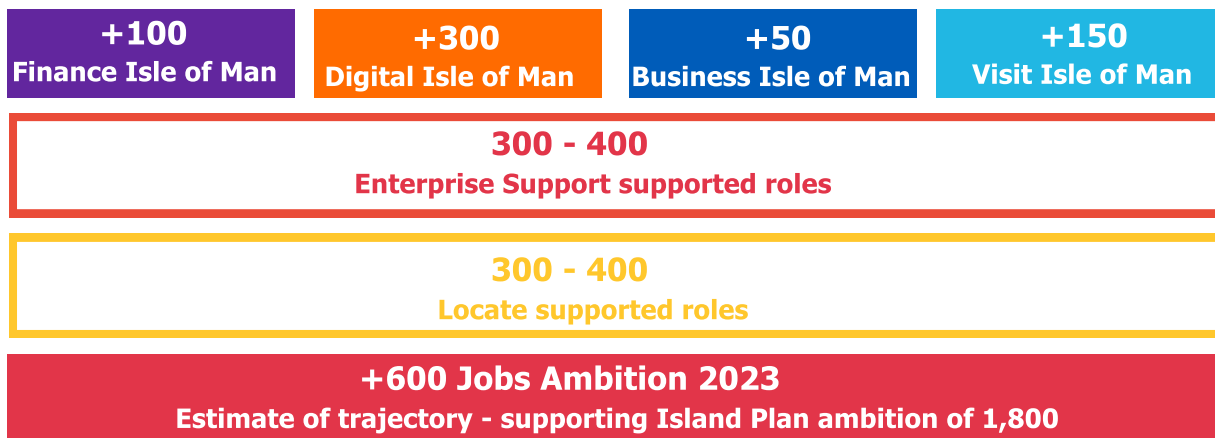 +100
Finance Isle of Man
+300
Digital Isle of Man
+50
Business Isle of Man
+150
Visit Isle of Man
300 - 400
Enterprise Support supported roles
300 - 400
Locate supported roles
+600 Jobs Ambition 2023
Estimate of trajectory - supporting Island Plan ambition of 1,800